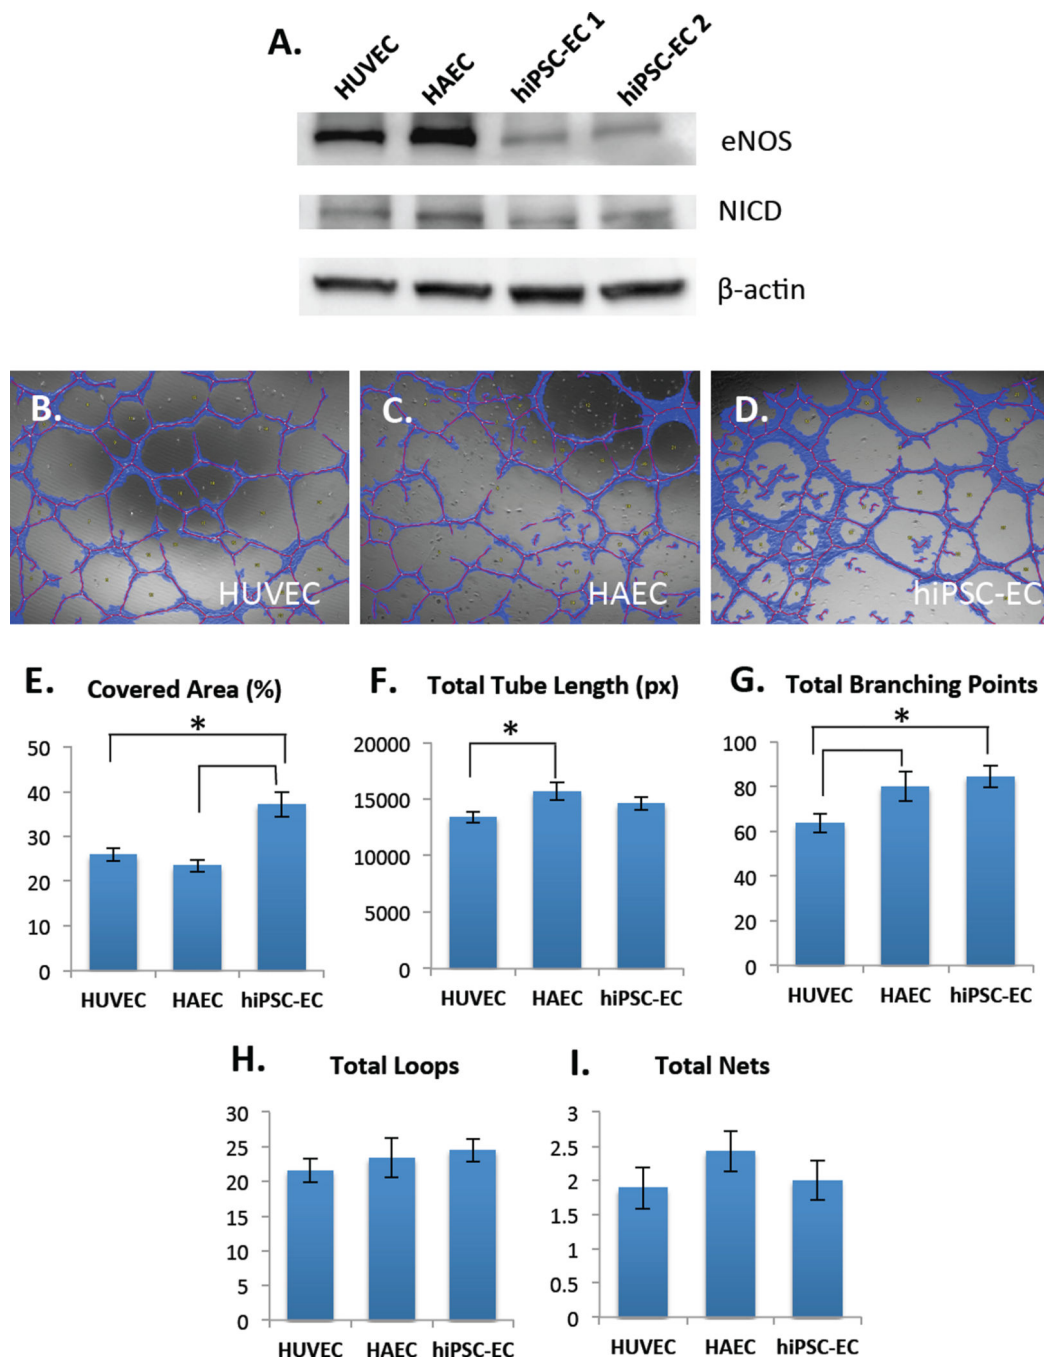 A.
HUVEC
HAEC
hiPSC-EC 1
hiPSC-EC 2
eNOS
NICD
β-actin
B.
HUVEC
C.
HAEC
D.
hiPSC-EC
E. Covered Area (%)
*
50
40
30
20
10
0
HUVEC HAEC hiPSC-EC
F. Total Tube Length (px)
*
20000
15000
10000
5000
0
HUVEC HAEC hiPSC-EC
G. Total Branching Points
*
100
80
60
40
20
0
HUVEC HAEC hiPSC-EC
H. Total Loops
30
25
20
15
10
5
0
HUVEC HAEC hiPSC-EC
I. Total Nets
3
2.5
2
1.5
1
0.5
0
HUVEC HAEC hiPSC-EC